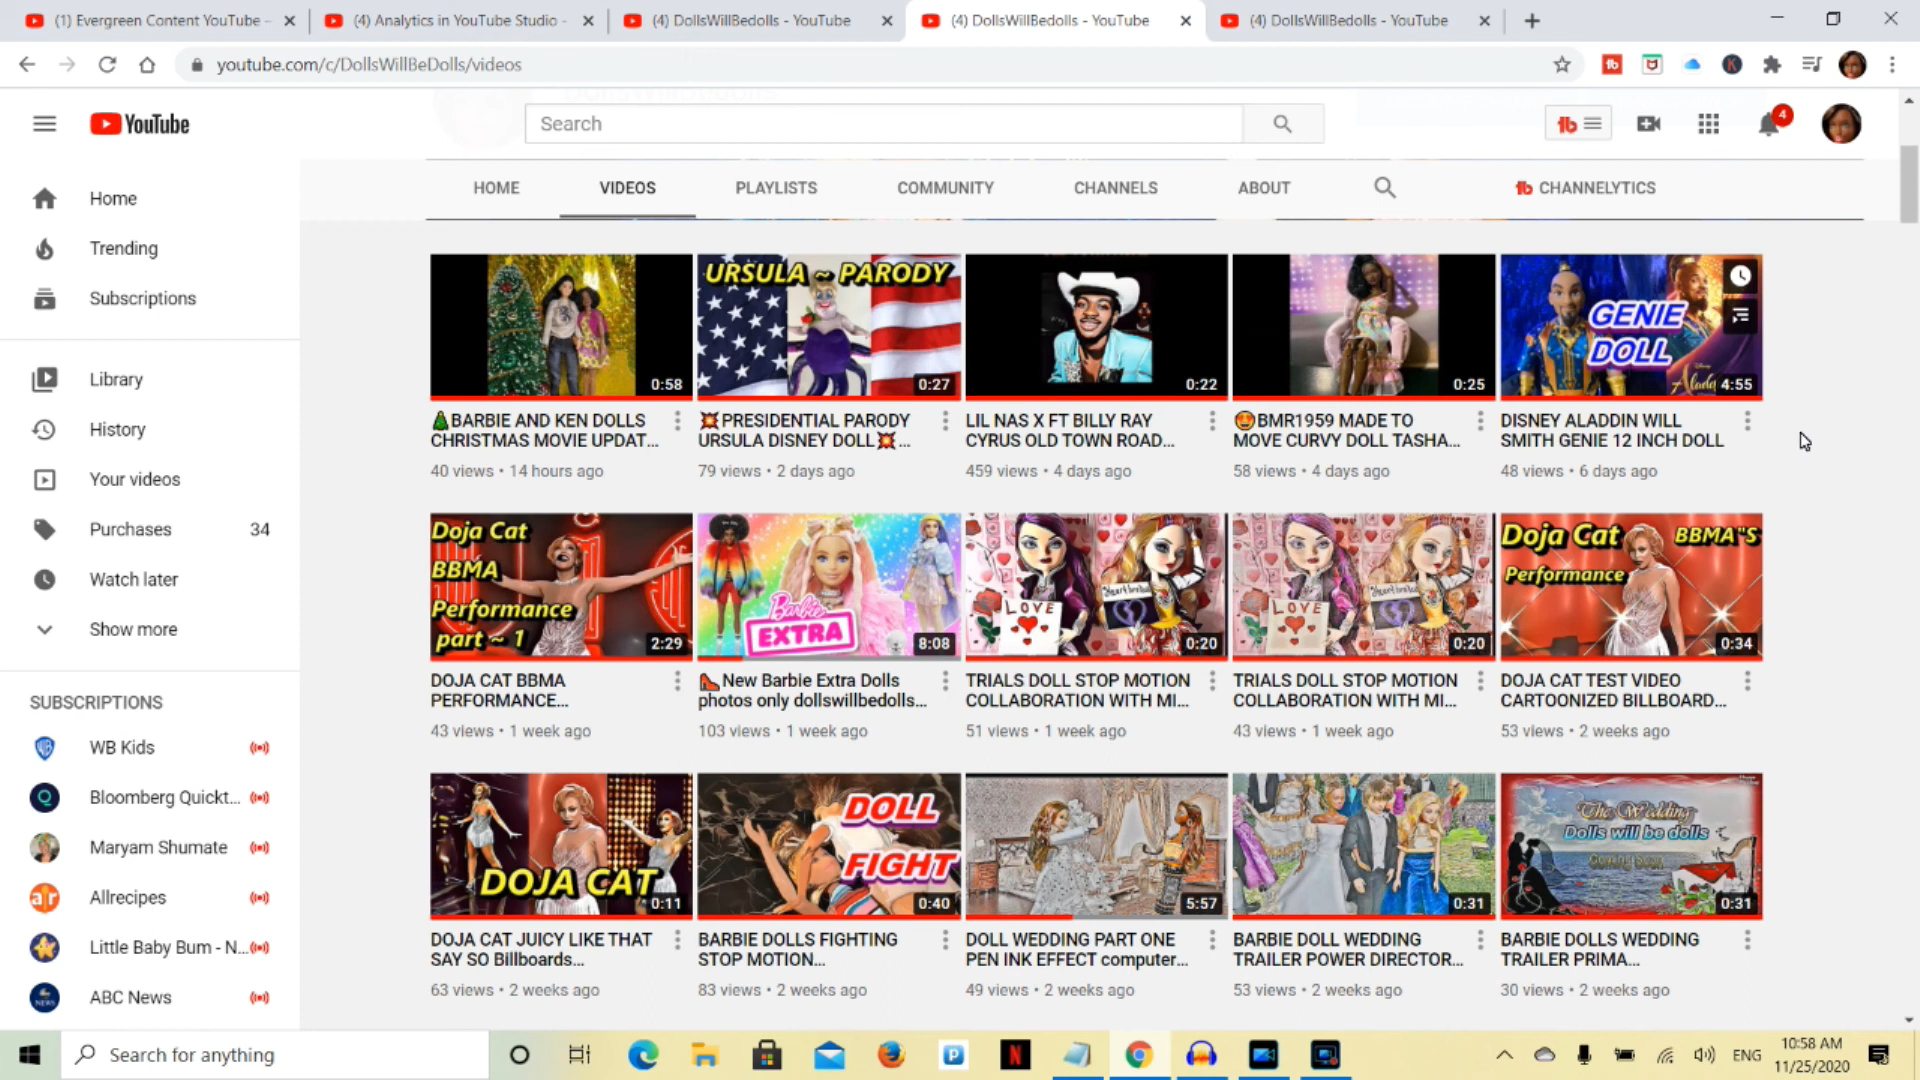 (1) Evergreen Content YouTube -
(4) Analytics in YouTube Studio -
(4) DollsWillBedolls - YouTube
(4) DollsWillBedolls - YouTube
(4) DollsWillBedolls - YouTube
youtube.com/c/DollsWillBeDolls/videos
YouTube
Search
4
HOME
VIDEOS
PLAYLISTS
COMMUNITY
CHANNELS
ABOUT
CHANNELYTICS
Home
Trending
Subscriptions
Library
History
Your videos
Purchases 34
Watch later
Show more
SUBSCRIPTIONS
WB Kids
Bloomberg Quickt...
Maryam Shumate
Allrecipes
Little Baby Bum - N...
ABC News
0:58
URSULA ~ PARODY
0:27
0:22
0:25
GENIE
DOLL
4:55
🎄BARBIE AND KEN DOLLS
CHRISTMAS MOVIE UPDAT...
40 views • 14 hours ago
💥PRESIDENTIAL PARODY
URSULA DISNEY DOLL💥...
79 views • 2 days ago
LIL NAS X FT BILLY RAY
CYRUS OLD TOWN ROAD...
459 views • 4 days ago
😍BMR1959 MADE TO
MOVE CURVY DOLL TASHA...
58 views • 4 days ago
DISNEY ALADDIN WILL
SMITH GENIE 12 INCH DOLL
48 views • 6 days ago
Doja Cat
BBMA
Performance
part ~ 1
2:29
Barbie
EXTRA
8:08
LOVE
0:20
LOVE
0:20
Doja Cat BBMA"S
Performance
0:34
DOJA CAT BBMA
PERFORMANCE...
43 views • 1 week ago
👠New Barbie Extra Dolls
photos only dollswillbedolls...
103 views • 1 week ago
TRIALS DOLL STOP MOTION
COLLABORATION WITH MI...
51 views • 1 week ago
TRIALS DOLL STOP MOTION
COLLABORATION WITH MI...
43 views • 1 week ago
DOJA CAT TEST VIDEO
CARTOONIZED BILLBOARD...
53 views • 2 weeks ago
DOJA CAT
0:11
DOLL
FIGHT
0:40
5:57
0:31
The Wedding
Dolls will be dolls
Coming Soon
0:31
DOJA CAT JUICY LIKE THAT
SAY SO Billboards...
63 views • 2 weeks ago
BARBIE DOLLS FIGHTING
STOP MOTION...
83 views • 2 weeks ago
DOLL WEDDING PART ONE
PEN INK EFFECT computer...
49 views • 2 weeks ago
BARBIE DOLL WEDDING
TRAILER POWER DIRECTOR...
53 views • 2 weeks ago
BARBIE DOLLS WEDDING
TRAILER PRIMA...
30 views • 2 weeks ago
Search for anything
ENG
10:58 AM
11/25/2020